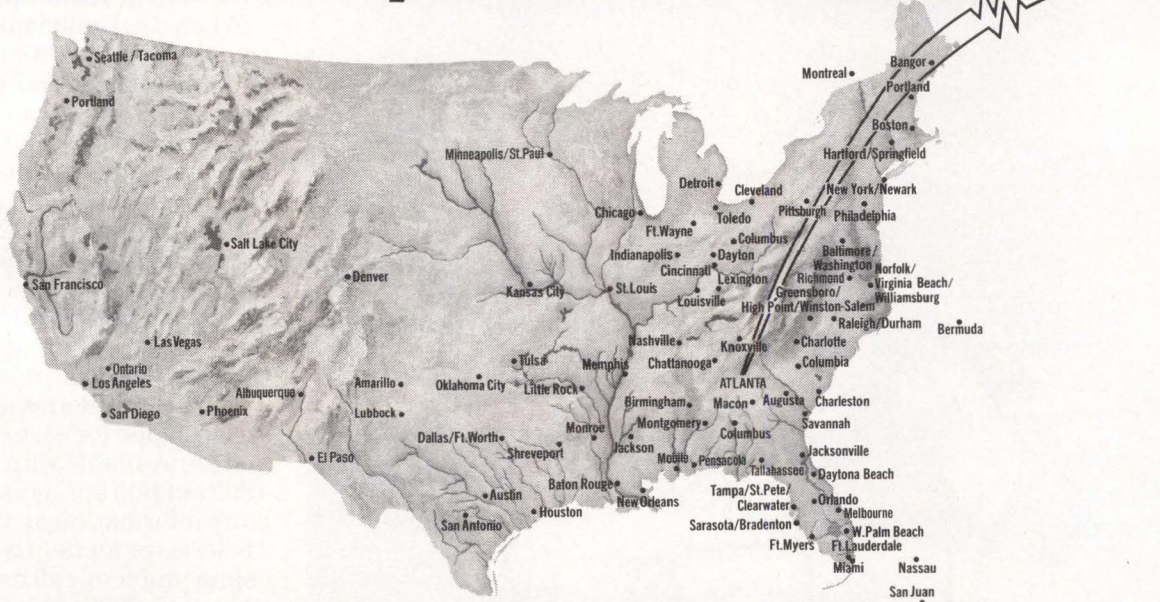 Seattle / Tacoma
Portland
Montreal
Bangor
Portland
Boston
Hartford/Springfield
Minneapolis/St.Paul
Detroit
Cleveland
New York/Newark
Chicago
Toledo
Pittsburgh
Philadelphia
Ft.Wayne
Columbus
Salt Lake City
Indianapolis
Dayton
Baltimore/
Washington
Cincinnati
Lexington
Richmond
Norfolk/
Virginia Beach/
Williamsburg
San Francisco
Denver
Kansas City
St.Louis
Louisville
Greensboro/
High Point/Winston-Salem
Raleigh/Durham
Bermuda
Las Vegas
Nashville
Knoxville
Charlotte
Tulsa
Memphis
Chattanooga
Columbia
Ontario
Los Angeles
Albuquerque
Amarillo
Oklahoma City
Little Rock
ATLANTA
San Diego
Phoenix
Lubbock
Birmingham
Macon
Augusta
Charleston
Savannah
Montgomery
Columbus
Dallas/Ft.Worth
Monroe
Shreveport
Jackson
El Paso
Mobile
Pensacola
Tallahassee
Jacksonville
Daytona Beach
Baton Rouge
New Orleans
Austin
Houston
San Antonio
Tampa/St.Pete/
Clearwater
Orlando
Melbourne
Sarasota/Bradenton
W.Palm Beach
Ft.Myers
Ft.Lauderdale
Miami
Nassau
San Juan